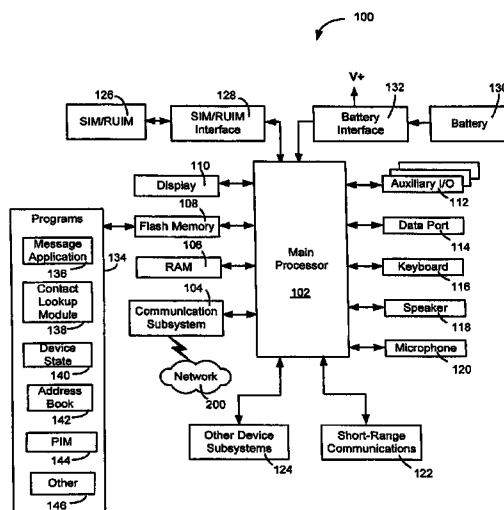 100
V+
126
128
132
130
SIM/RUIM
SIM/RUIM
Interface
Battery
Interface
Battery
110
Display
Auxiliary I/O
112
108
Flash Memory
Data Port
114
106
RAM
Main
Processor
102
Keyboard
116
104
Communication
Subsystem
Speaker
118
Microphone
120
Network
200
Other Device
Subsystems
124
Short-Range
Communications
122
Programs
134
Message
Application
136
Contact
Lookup
Module
138
Device
State
140
Address
Book
142
PIM
144
Other
146